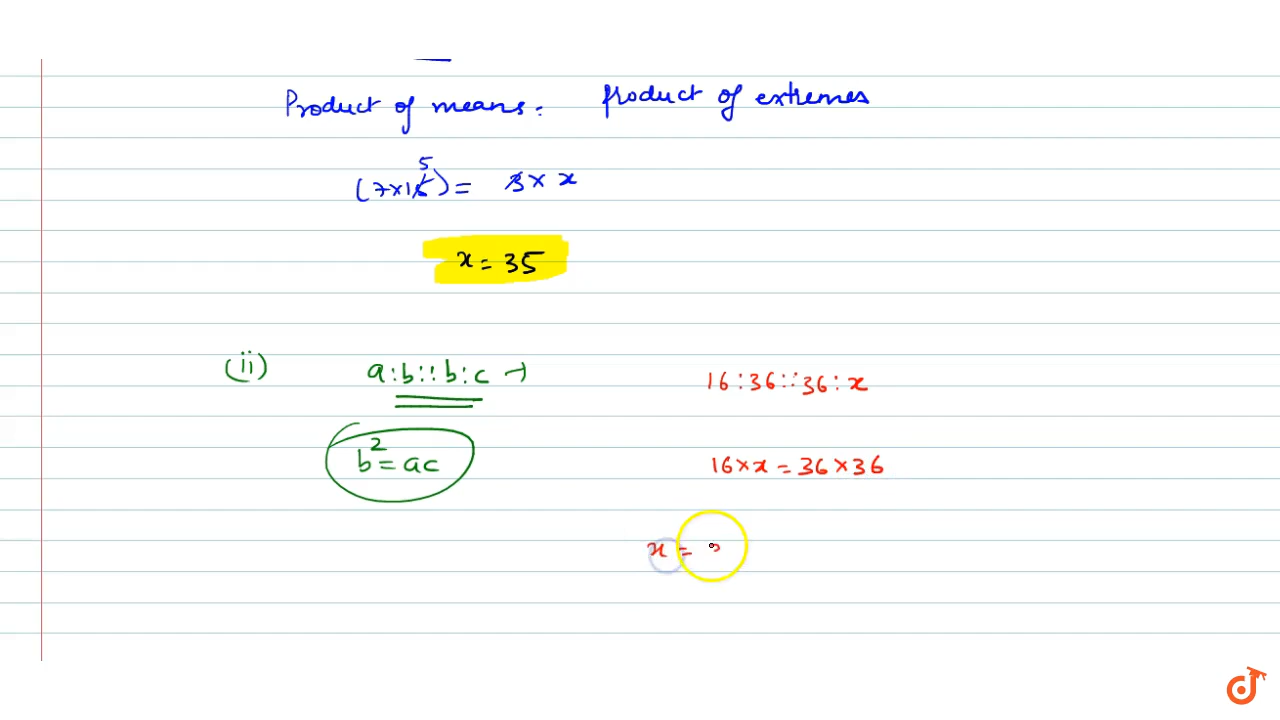 Product of means = product of extremes
5
(7×15) = 3 × x
x = 35
(ii) a:b::b:c → 16:36::36:x
b² = ac 16×x = 36×36
x =